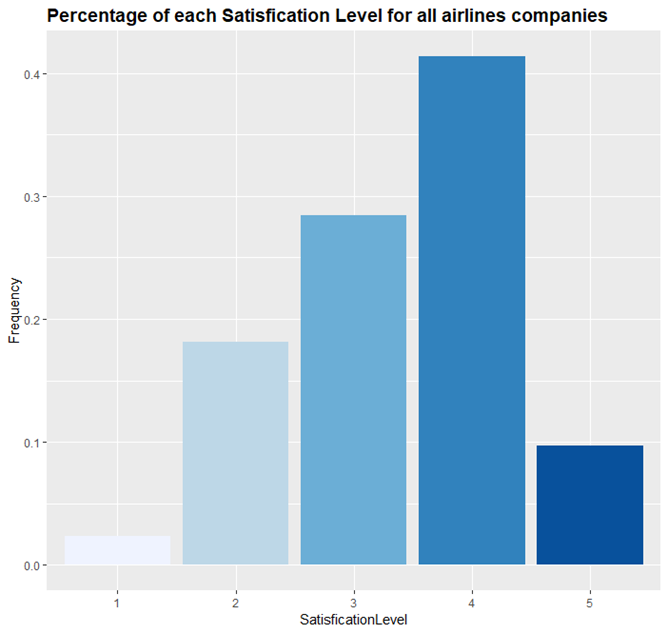 Percentage of each Satisfication Level for all airlines companies
0.4
0.3
0.2
0.1
0.0
Frequency
1 2 3 4 5
SatisficationLevel